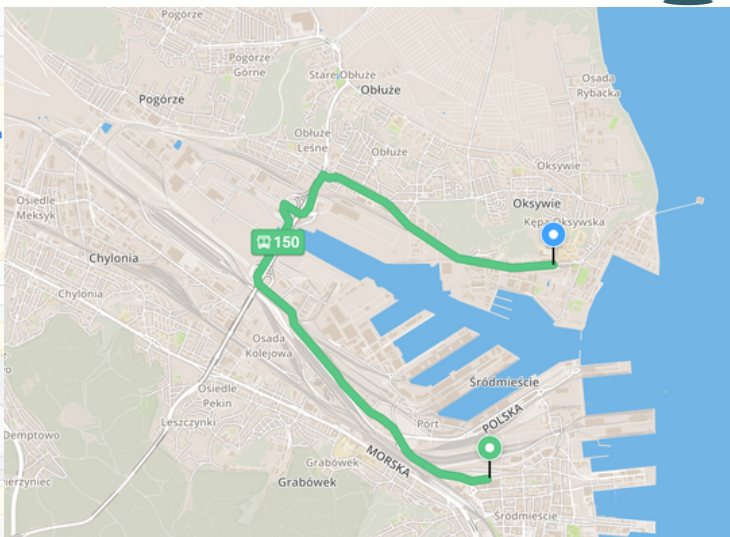 Pogórze
Pogórze
Górne
Stare Obłuże
Obłuże
Osada
Rybacka
Pogórze
Obłuże
Leśne
Obłuże
Oksywie
Osiedle
Meksyk
Oksywie
Kępa Oksywska
150
Chylonia
Chylonia
Osada
Kolejowa
Śródmieście
Osiedle
Pekin
Leszczynki
Port
POLSKA
Demptowo
MORSKA
Grabówek
Grabówek
Śródmieście